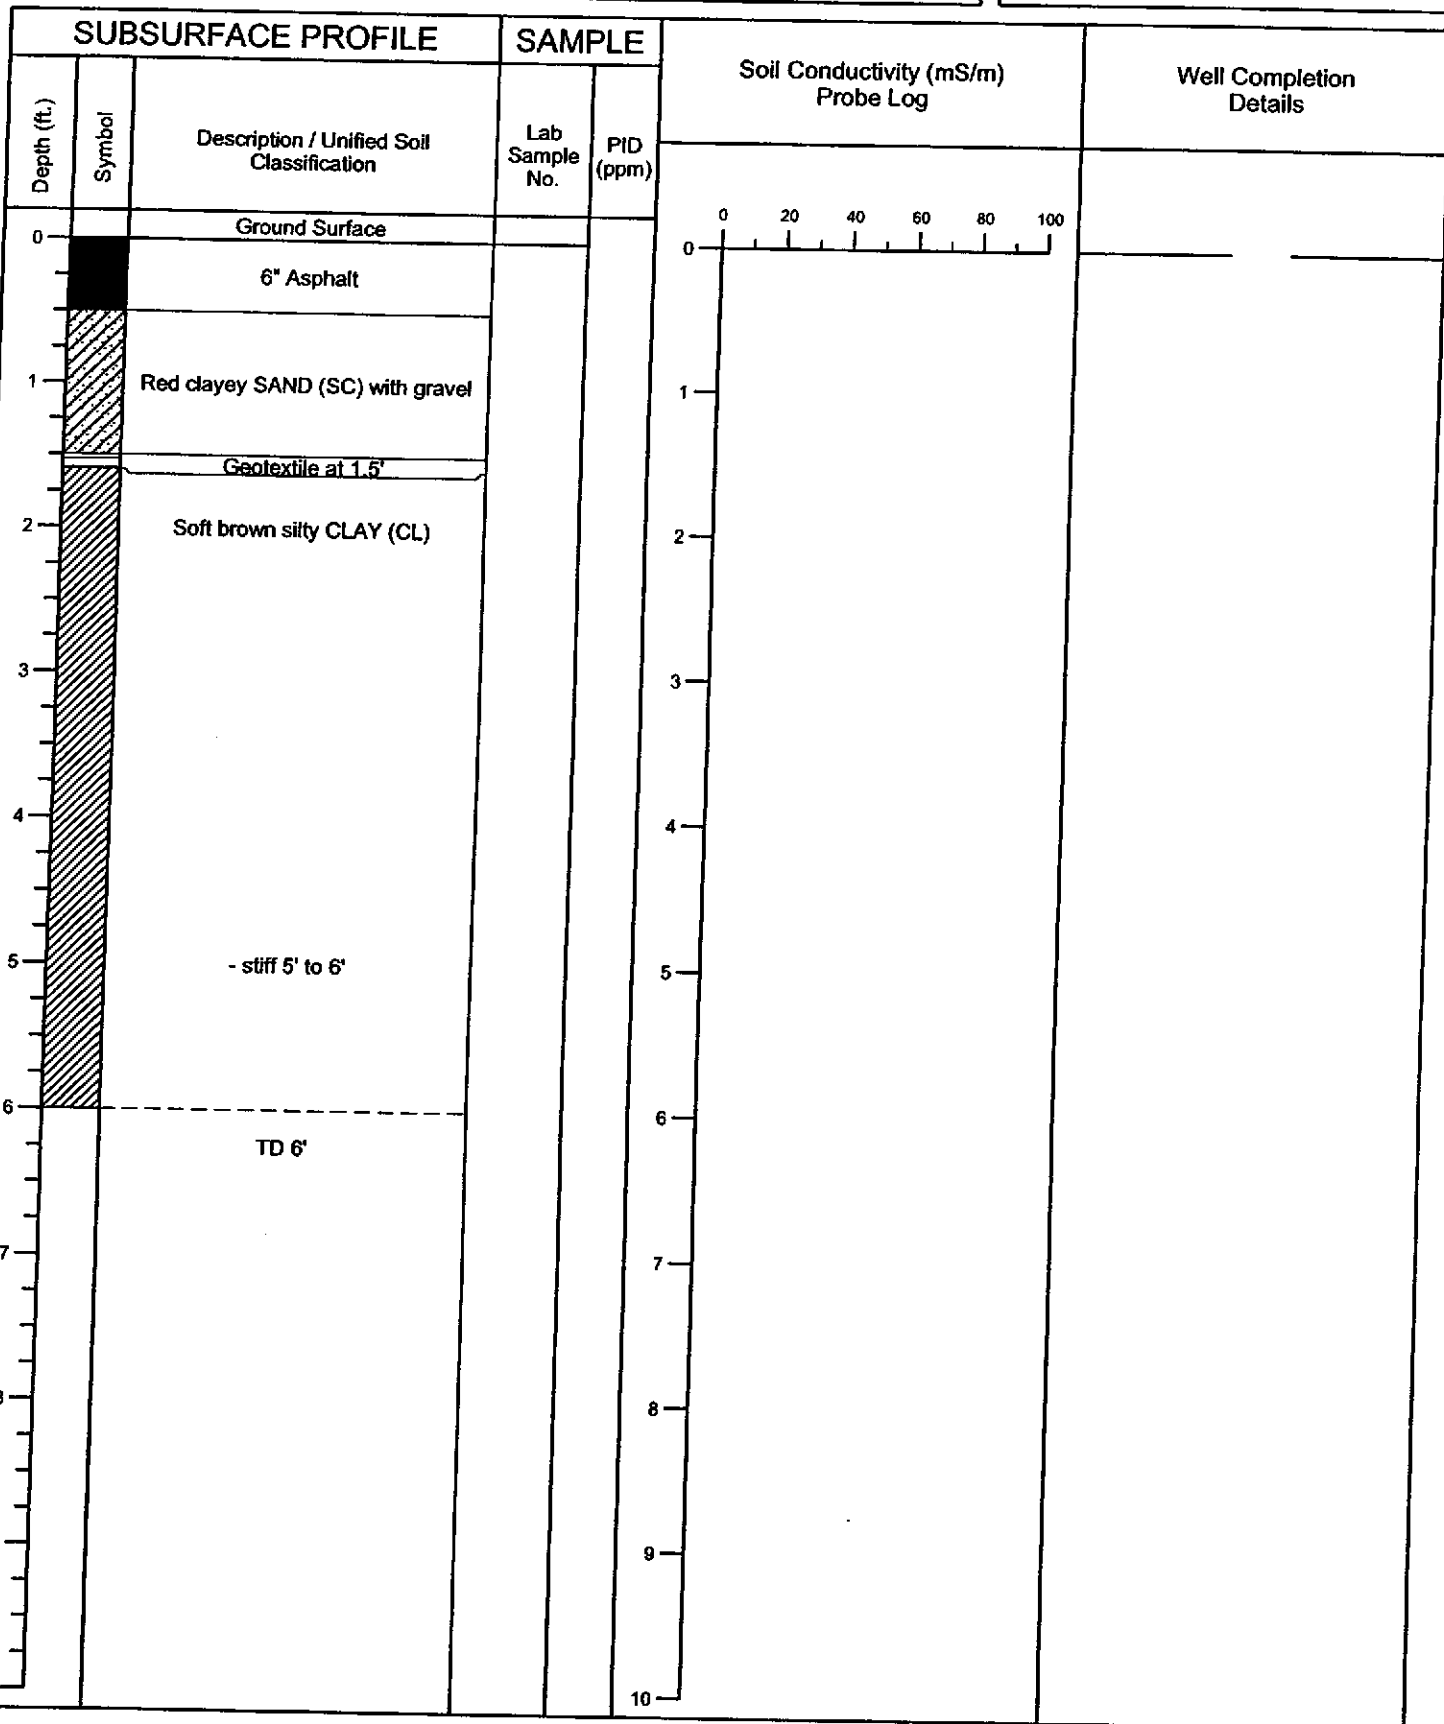 SUBSURFACE PROFILE
SAMPLE
Soil Conductivity (mS/m)
Probe Log
Well Completion
Details
Depth (ft.)
Symbol
Description / Unified Soil
Classification
Lab
Sample
No.
PID
(ppm)
Ground Surface
0 20 40 60 80 100
0
0
6" Asphalt
1
Red clayey SAND (SC) with gravel
1
Geotextile at 1.5'
2
Soft brown silty CLAY (CL)
2
3
3
4
4
5
- stiff 5' to 6'
5
6
6
TD 6'
7
7
8
9
10